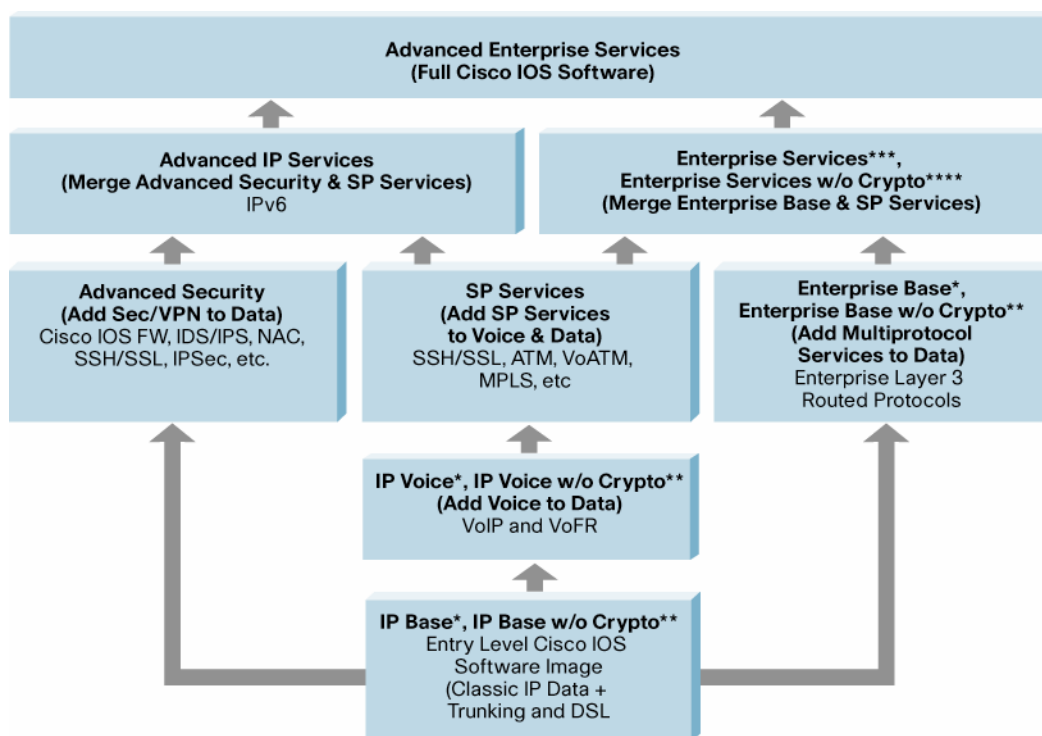 Advanced Enterprise Services
(Full Cisco IOS Software)
Advanced IP Services
(Merge Advanced Security & SP Services)
IPv6
Enterprise Services***,
Enterprise Services w/o Crypto****
(Merge Enterprise Base & SP Services)
Advanced Security
(Add Sec/VPN to Data)
Cisco IOS FW, IDS/IPS, NAC,
SSH/SSL, IPSec, etc.
SP Services
(Add SP Services
to Voice & Data)
SSH/SSL, ATM, VoATM,
MPLS, etc
Enterprise Base*,
Enterprise Base w/o Crypto**
(Add Multiprotocol
Services to Data)
Enterprise Layer 3
Routed Protocols
IP Voice*, IP Voice w/o Crypto**
(Add Voice to Data)
VoIP and VoFR
IP Base*, IP Base w/o Crypto**
Entry Level Cisco IOS
Software Image
(Classic IP Data +
Trunking and DSL